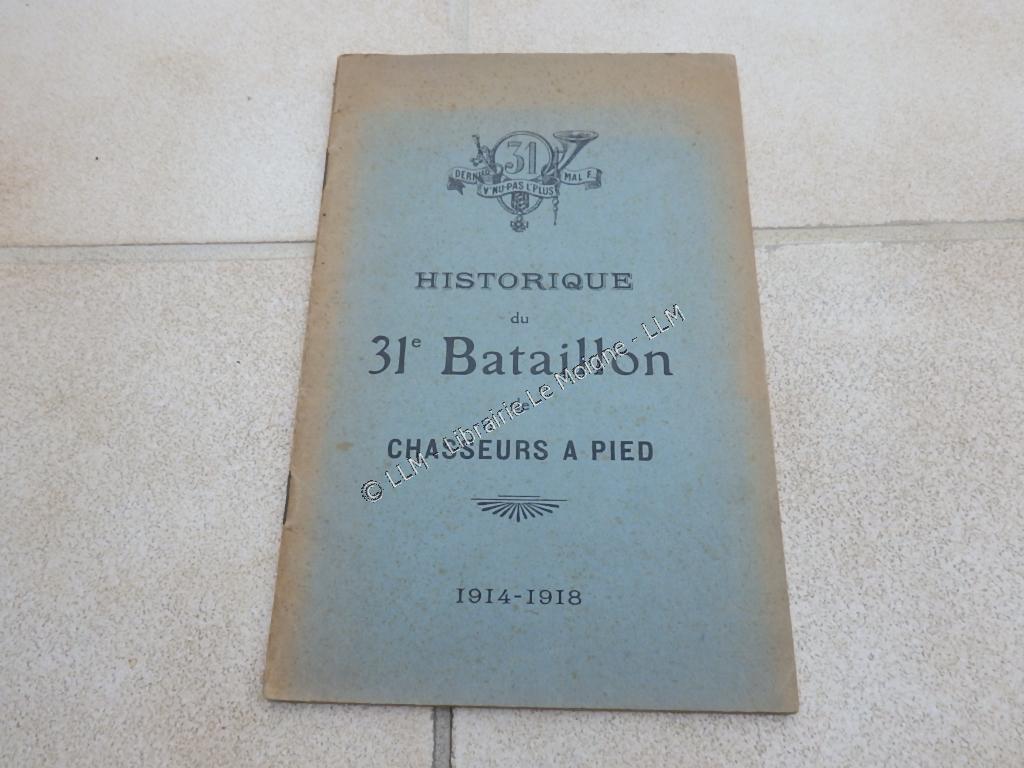 31
DERNIER MAL F.
V'NU-PAS L'PLUS
HISTORIQUE
du
31e Bataillon
de
CHASSEURS A PIED
1914-1918
© LLM - Librairie Le Moigne - LLM